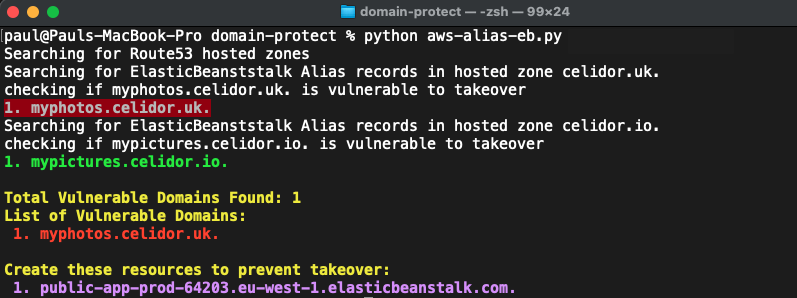 domain-protect — -zsh — 99×24
paul@Pauls-MacBook-Pro domain-protect % python aws-alias-eb.py
Searching for Route53 hosted zones
Searching for ElasticBeanststalk Alias records in hosted zone celidor.uk.
checking if myphotos.celidor.uk. is vulnerable to takeover
1. myphotos.celidor.uk.
Searching for ElasticBeanststalk Alias records in hosted zone celidor.io.
checking if mypictures.celidor.io. is vulnerable to takeover
1. mypictures.celidor.io.
Total Vulnerable Domains Found: 1
List of Vulnerable Domains:
1. myphotos.celidor.uk.
Create these resources to prevent takeover:
1. public-app-prod-64203.eu-west-1.elasticbeanstalk.com.